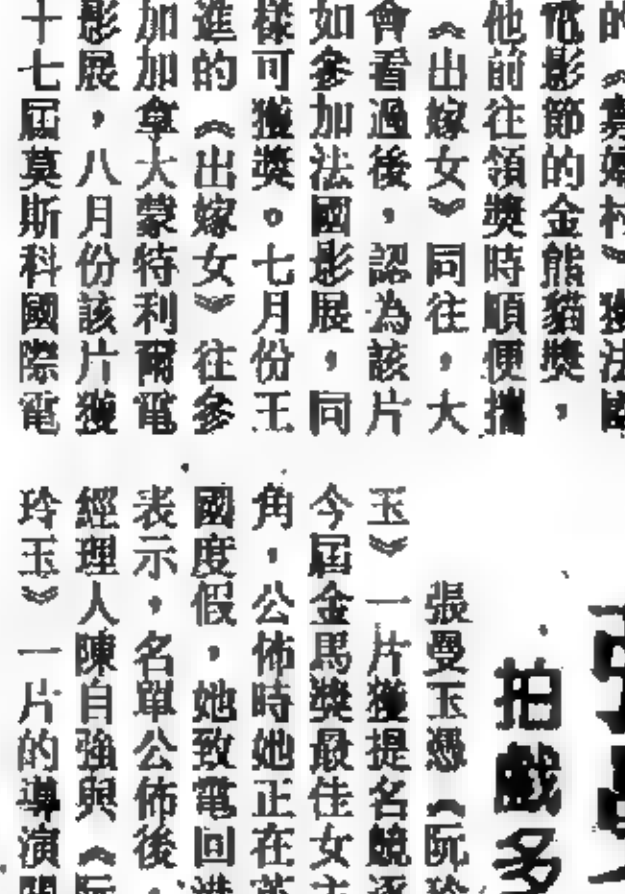 的《寡婦村》獲法國
電影節的金熊貓獎，
他前往領獎時順便攜
《出嫁女》同往，大
會看過後，認為該片
如參加法國影展，同
樣可獲獎。七月份王
進的《出嫁女》往參
加加拿大蒙特利爾電
影展，八月份該片獲
十七屆莫斯科國際電
拍戲多
張曼玉憑《阮玲
玉》一片獲提名競逐
今屆金馬獎最佳女主
角，公佈時她正在英
國度假，她致電回港
表示，名單公佈後，
經理人陳自強與《阮
玲玉》一片的導演關